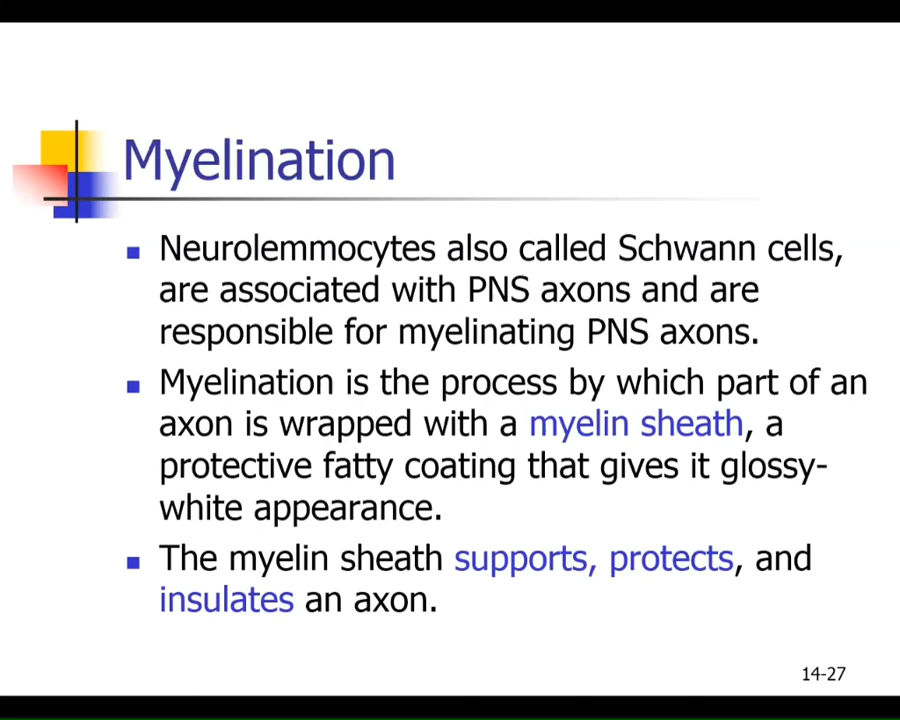 Myelination
Neurolemmocytes also called Schwann cells,
are associated with PNS axons and are
responsible for myelinating PNS axons.
Myelination is the process by which part of an
axon is wrapped with a myelin sheath, a
protective fatty coating that gives it glossy-
white appearance.
The myelin sheath supports, protects, and
insulates an axon.
14-27